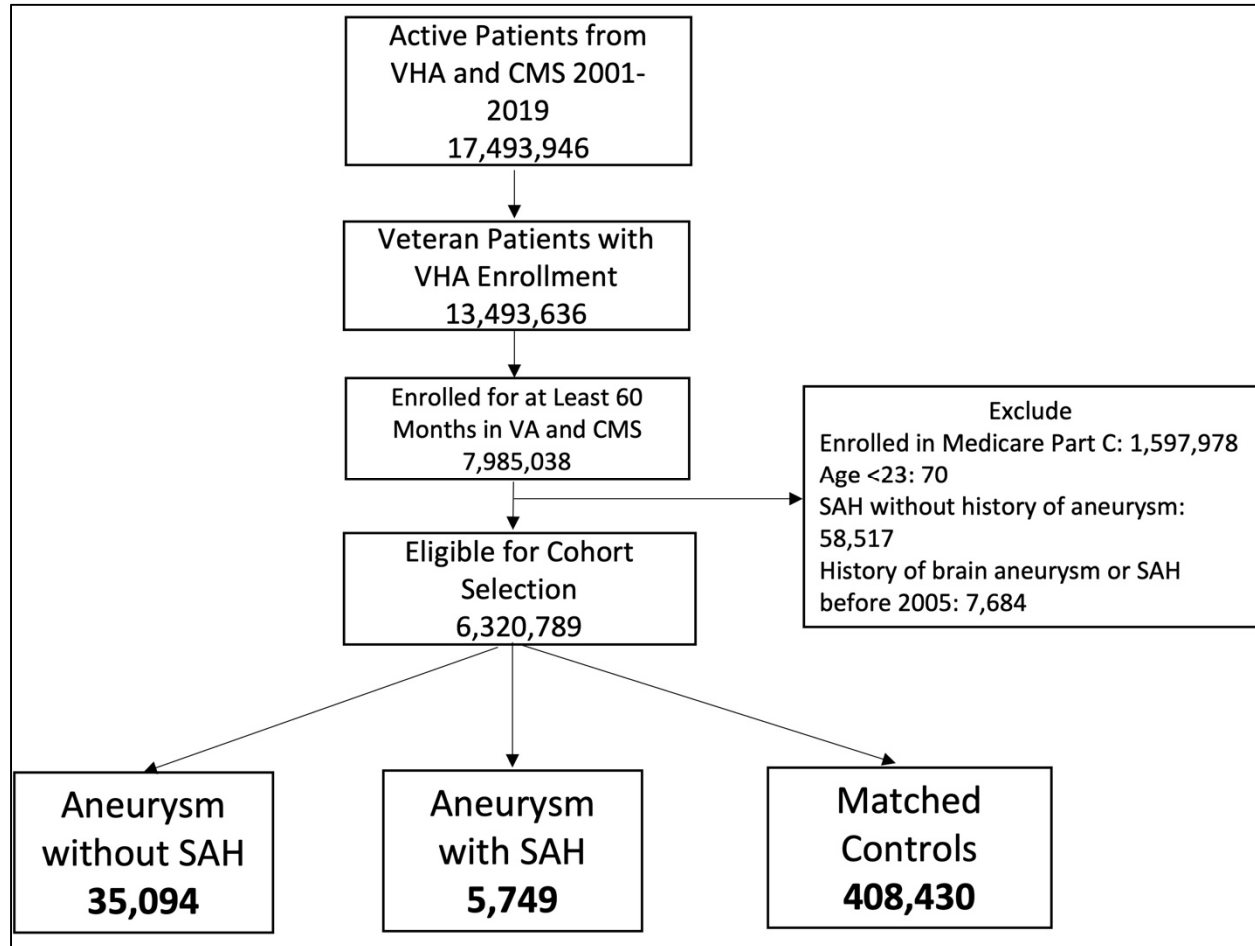 Active Patients from
VHA and CMS 2001-
2019
17,493,946
Veteran Patients with
VHA Enrollment
13,493,636
Enrolled for at Least 60
Months in VA and CMS
7,985,038
Exclude
Enrolled in Medicare Part C: 1,597,978
Age <23: 70
SAH without history of aneurysm:
58,517
History of brain aneurysm or SAH
before 2005: 7,684
Eligible for Cohort
Selection
6,320,789
Aneurysm
without SAH
35,094
Aneurysm
with SAH
5,749
Matched
Controls
408,430